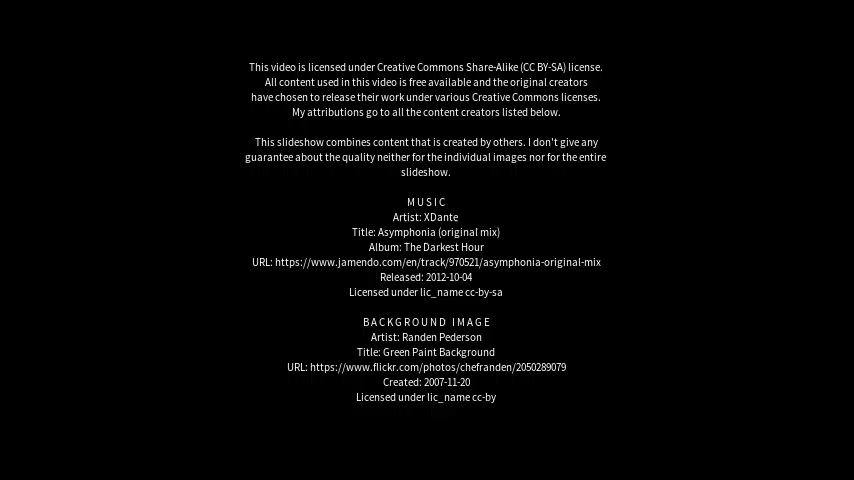 This video is licensed under Creative Commons Share-Alike (CC BY-SA) license.
All content used in this video is free available and the original creators
have chosen to release their work under various Creative Commons licenses.
My attributions go to all the content creators listed below.
This slideshow combines content that is created by others. I don't give any
guarantee about the quality neither for the individual images nor for the entire
slideshow.
M U S I C
Artist: XDante
Title: Asymphonia (original mix)
Album: The Darkest Hour
URL: https://www.jamendo.com/en/track/970521/asymphonia-original-mix
Released: 2012-10-04
Licensed under lic_name cc-by-sa
B A C K G R O U N D  I M A G E
Artist: Randen Pederson
Title: Green Paint Background
URL: https://www.flickr.com/photos/chefranden/2050289079
Created: 2007-11-20
Licensed under lic_name cc-by